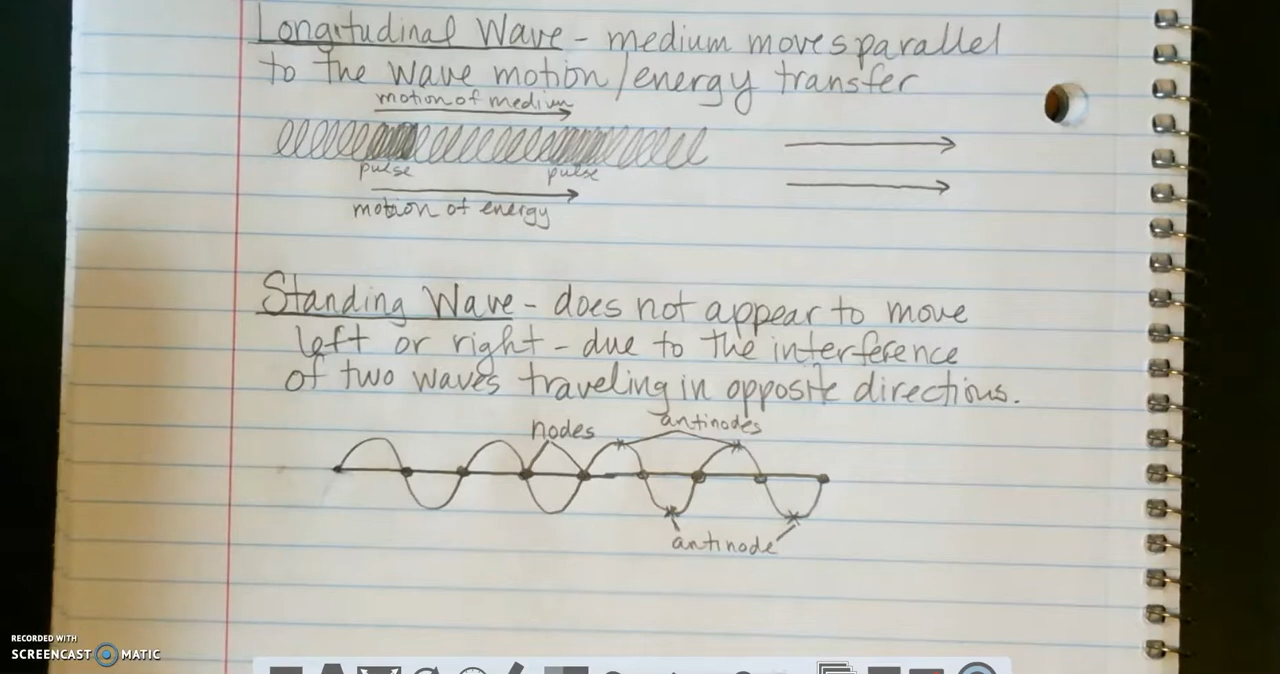 Longitudinal Wave - medium moves parallel
to the wave motion/energy transfer
motion of medium
pulse pulse
motion of energy
Standing Wave - does not appear to move
left or right - due to the interference
of two waves traveling in opposite directions.
nodes antinodes
antinode
RECORDED WITH
SCREENCAST MATIC